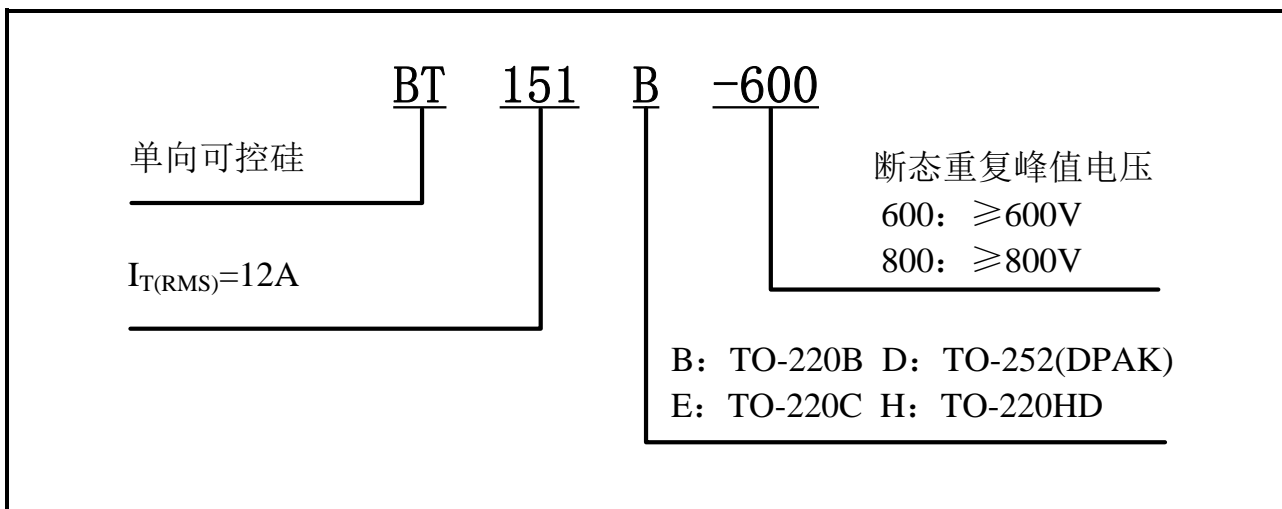 BT 151 B -600
单向可控硅
断态重复峰值电压
600：≥600V
800：≥800V
I_T(RMS)=12A
B：TO-220B D：TO-252(DPAK)
E：TO-220C H：TO-220HD